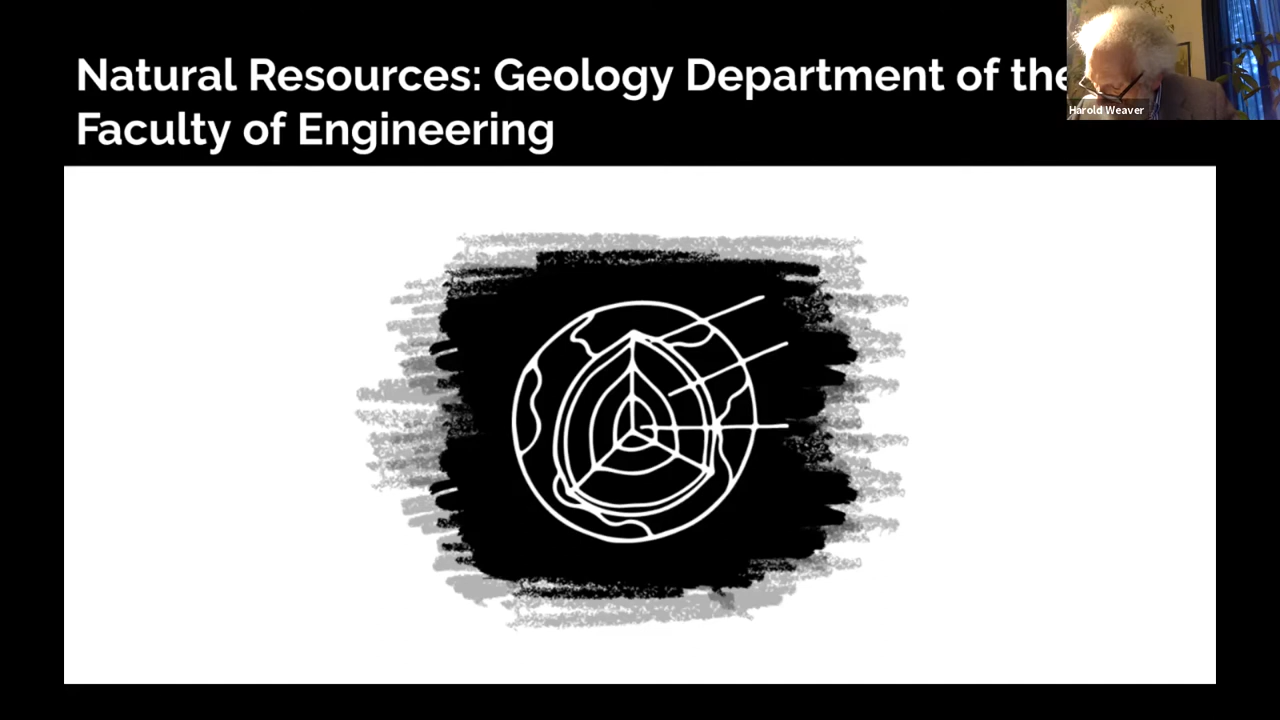 Natural Resources: Geology Department of the
Faculty of Engineering
Harold Weaver